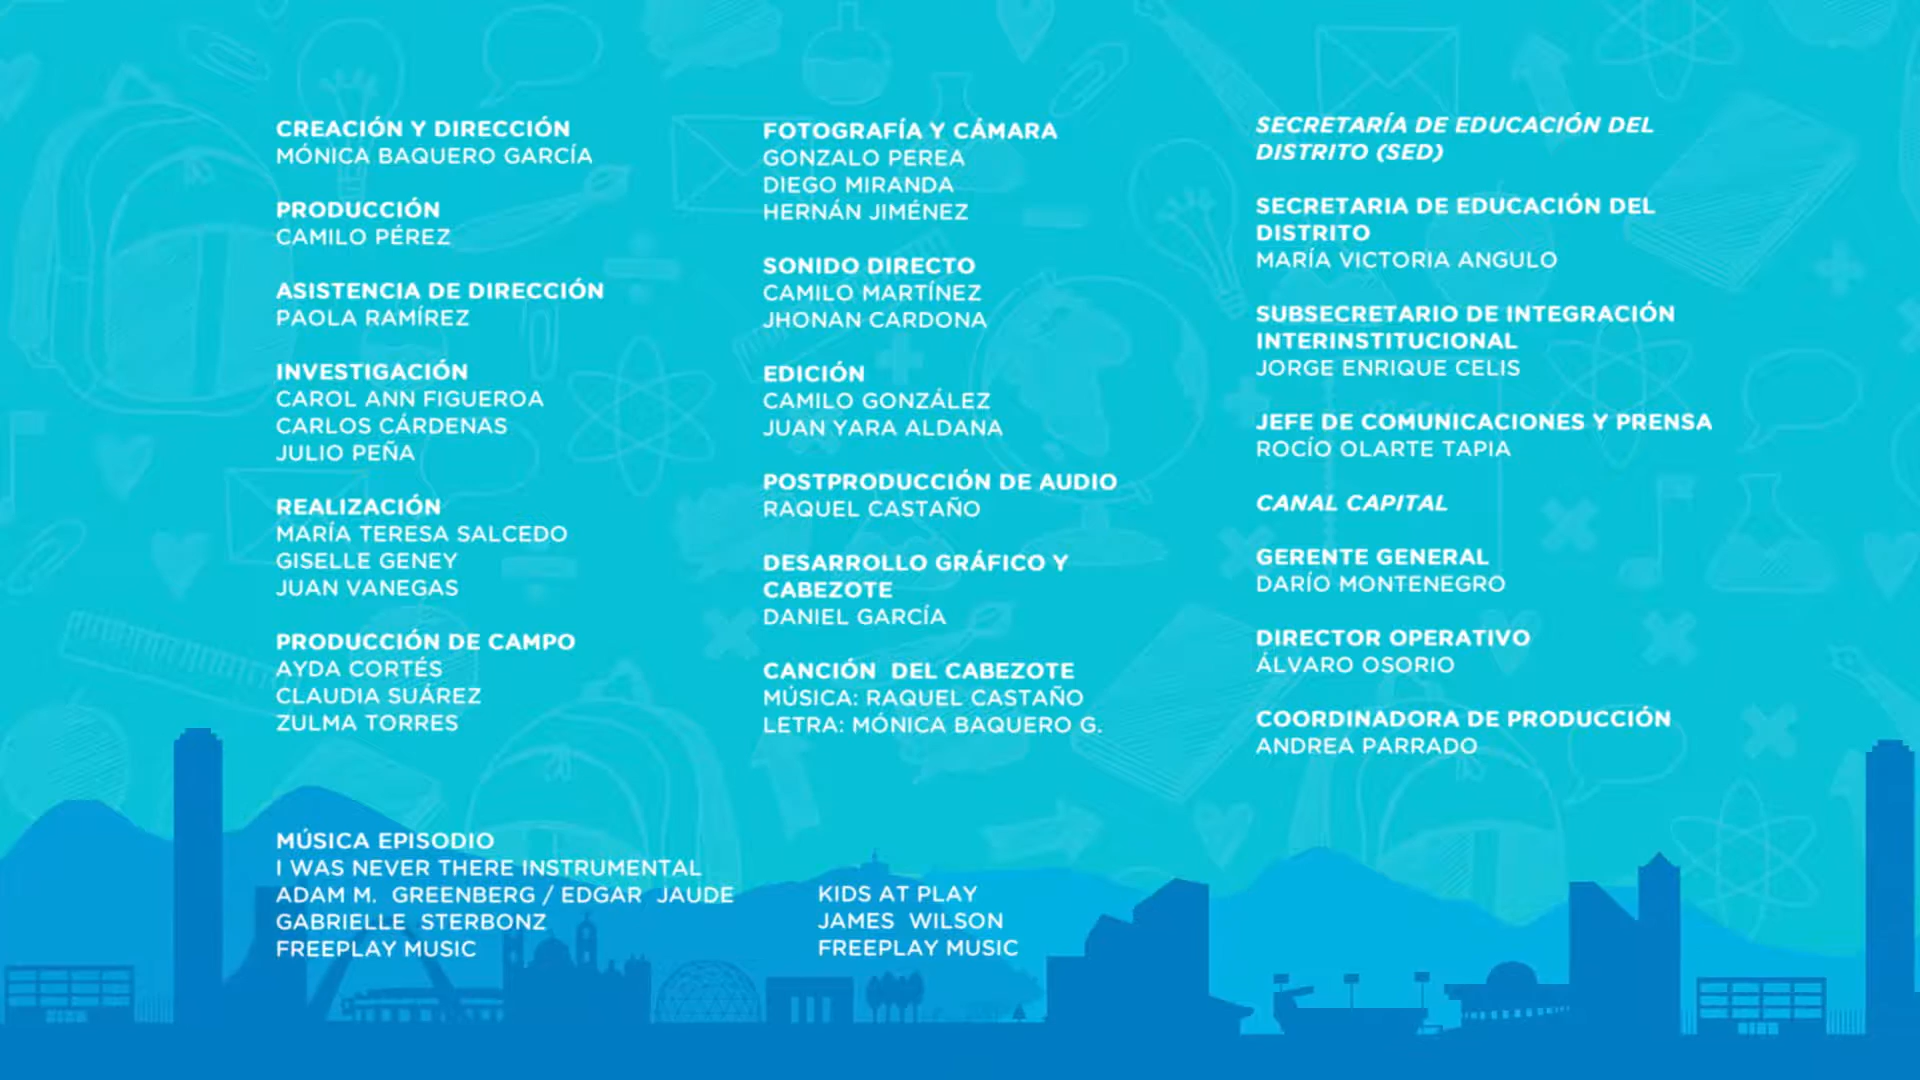 CREACIÓN Y DIRECCIÓN
MÓNICA BAQUERO GARCÍA
PRODUCCIÓN
CAMILO PÉREZ
ASISTENCIA DE DIRECCIÓN
PAOLA RAMÍREZ
INVESTIGACIÓN
CAROL ANN FIGUEROA
CARLOS CÁRDENAS
JULIO PEÑA
REALIZACIÓN
MARÍA TERESA SALCEDO
GISELLE GENEY
JUAN VANEGAS
PRODUCCIÓN DE CAMPO
AYDA CORTÉS
CLAUDIA SUÁREZ
ZULMA TORRES
FOTOGRAFÍA Y CÁMARA
GONZALO PEREA
DIEGO MIRANDA
HERNÁN JIMÉNEZ
SONIDO DIRECTO
CAMILO MARTÍNEZ
JHONAN CARDONA
EDICIÓN
CAMILO GONZÁLEZ
JUAN YARA ALDANA
POSTPRODUCCIÓN DE AUDIO
RAQUEL CASTAÑO
DESARROLLO GRÁFICO Y
CABEZOTE
DANIEL GARCÍA
CANCIÓN DEL CABEZOTE
MÚSICA: RAQUEL CASTAÑO
LETRA: MÓNICA BAQUERO G.
SECRETARÍA DE EDUCACIÓN DEL
DISTRITO (SED)
SECRETARIA DE EDUCACIÓN DEL
DISTRITO
MARÍA VICTORIA ANGULO
SUBSECRETARIO DE INTEGRACIÓN
INTERINSTITUCIONAL
JORGE ENRIQUE CELIS
JEFE DE COMUNICACIONES Y PRENSA
ROCÍO OLARTE TAPIA
CANAL CAPITAL
GERENTE GENERAL
DARÍO MONTENEGRO
DIRECTOR OPERATIVO
ÁLVARO OSORIO
COORDINADORA DE PRODUCCIÓN
ANDREA PARRADO
MÚSICA EPISODIO
I WAS NEVER THERE INSTRUMENTAL
ADAM M. GREENBERG / EDGAR JAUDE
GABRIELLE STERBONZ
FREEPLAY MUSIC
KIDS AT PLAY
JAMES WILSON
FREEPLAY MUSIC